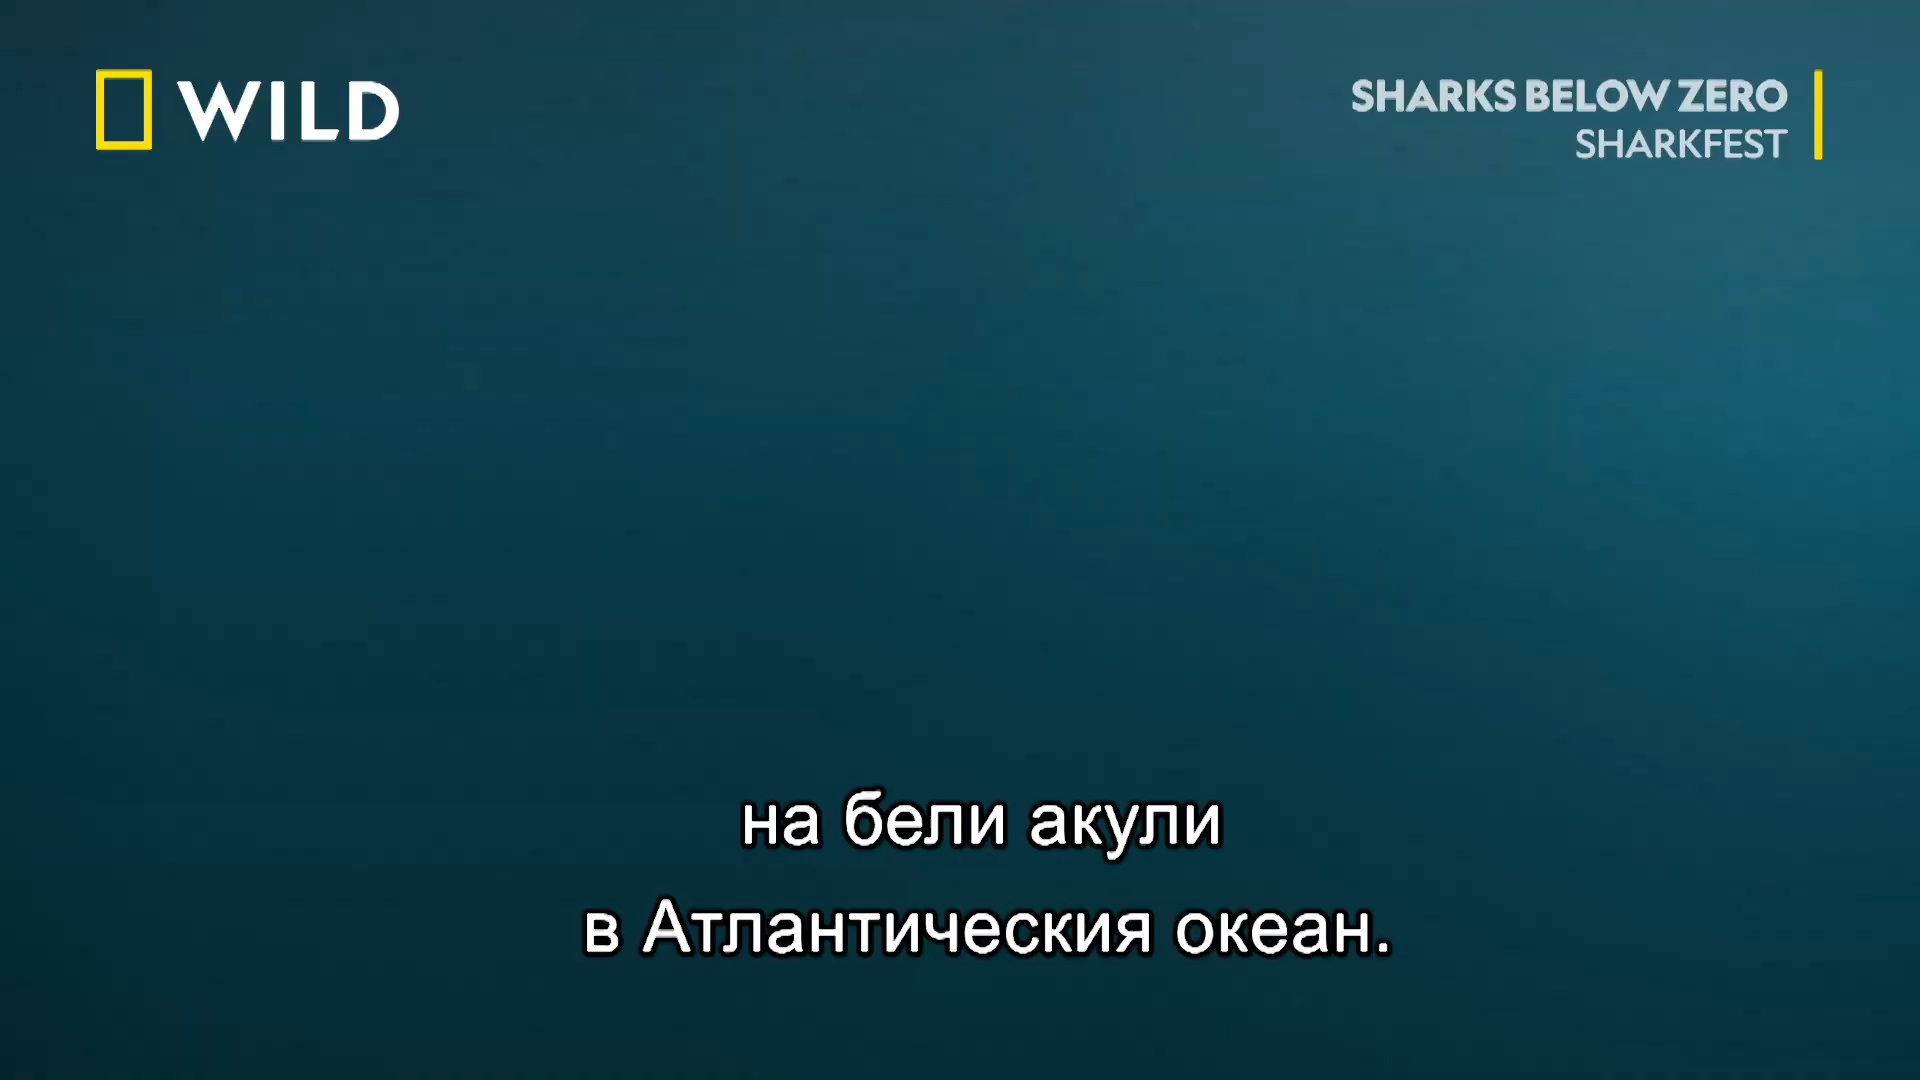 WILD
SHARKS BELOW ZERO
SHARKFEST
на бели акули
в Атлантическия океан.